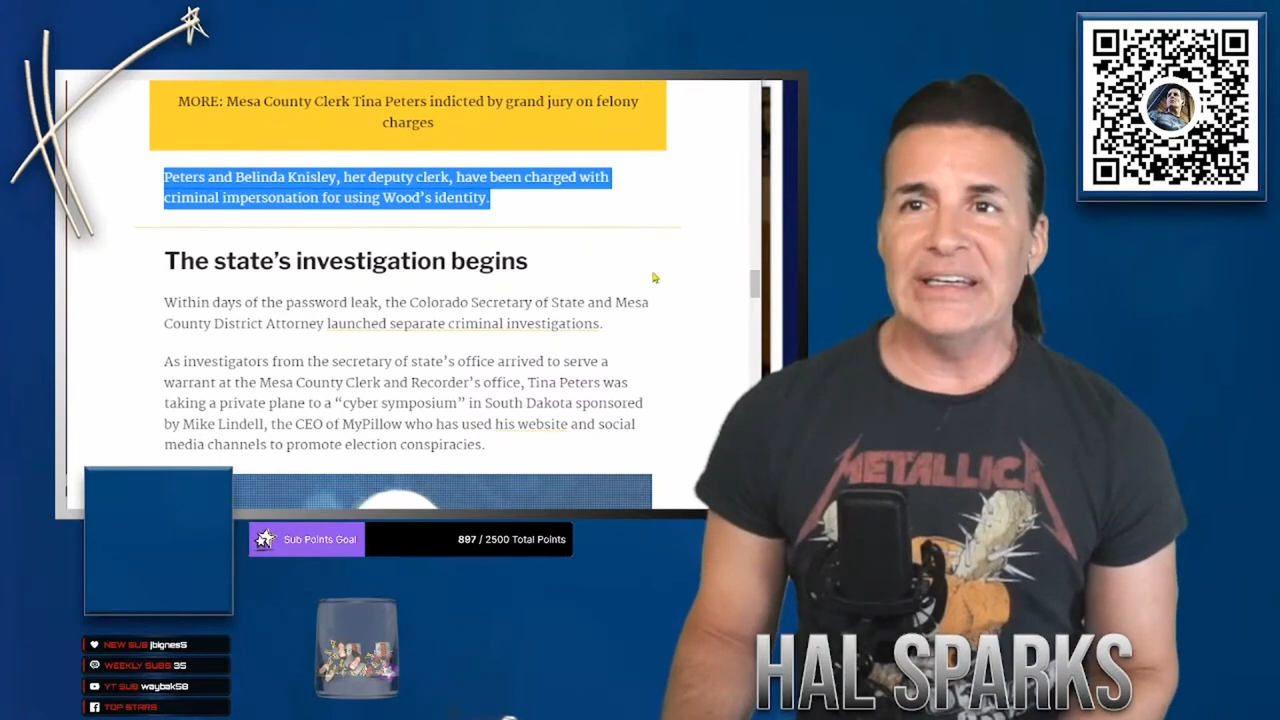 MORE: Mesa County Clerk Tina Peters indicted by grand jury on felony
charges
Peters and Belinda Knisley, her deputy clerk, have been charged with
criminal impersonation for using Wood’s identity.
The state’s investigation begins
Within days of the password leak, the Colorado Secretary of State and Mesa
County District Attorney launched separate criminal investigations.
As investigators from the secretary of state’s office arrived to serve a
warrant at the Mesa County Clerk and Recorder’s office, Tina Peters was
taking a private plane to a “cyber symposium” in South Dakota sponsored
by Mike Lindell, the CEO of MyPillow who has used his website and social
media channels to promote election conspiracies.
Sub Points Goal
897 / 2500 Total Points
NEW SUB jbignes5
WEEKLY SUBS 35
YT SUB waybak58
TOP STARS
METALLICA
HAL SPARKS